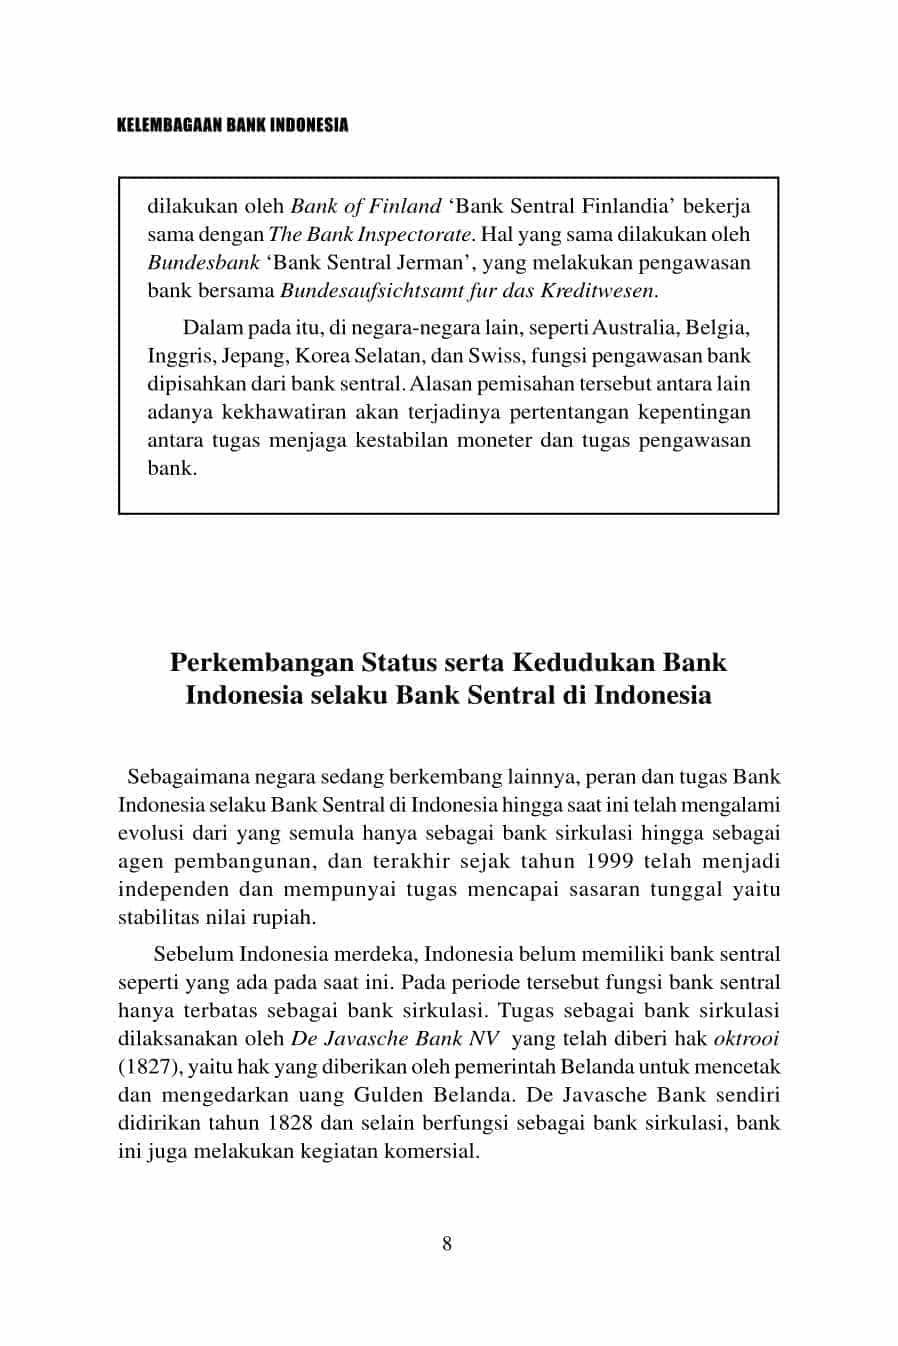 KELEMBAGAAN BANK INDONESIA
dilakukan oleh Bank of Finland ‘Bank Sentral Finlandia’ bekerja
sama dengan The Bank Inspectorate. Hal yang sama dilakukan oleh
Bundesbank ‘Bank Sentral Jerman’, yang melakukan pengawasan
bank bersama Bundesaufsichtsamt fur das Kreditwesen.
Dalam pada itu, di negara-negara lain, seperti Australia, Belgia,
Inggris, Jepang, Korea Selatan, dan Swiss, fungsi pengawasan bank
dipisahkan dari bank sentral. Alasan pemisahan tersebut antara lain
adanya kekhawatiran akan terjadinya pertentangan kepentingan
antara tugas menjaga kestabilan moneter dan tugas pengawasan
bank.
Perkembangan Status serta Kedudukan Bank
Indonesia selaku Bank Sentral di Indonesia
Sebagaimana negara sedang berkembang lainnya, peran dan tugas Bank
Indonesia selaku Bank Sentral di Indonesia hingga saat ini telah mengalami
evolusi dari yang semula hanya sebagai bank sirkulasi hingga sebagai
agen pembangunan, dan terakhir sejak tahun 1999 telah menjadi
independen dan mempunyai tugas mencapai sasaran tunggal yaitu
stabilitas nilai rupiah.
Sebelum Indonesia merdeka, Indonesia belum memiliki bank sentral
seperti yang ada pada saat ini. Pada periode tersebut fungsi bank sentral
hanya terbatas sebagai bank sirkulasi. Tugas sebagai bank sirkulasi
dilaksanakan oleh De Javasche Bank NV yang telah diberi hak oktrooi
(1827), yaitu hak yang diberikan oleh pemerintah Belanda untuk mencetak
dan mengedarkan uang Gulden Belanda. De Javasche Bank sendiri
didirikan tahun 1828 dan selain berfungsi sebagai bank sirkulasi, bank
ini juga melakukan kegiatan komersial.
8